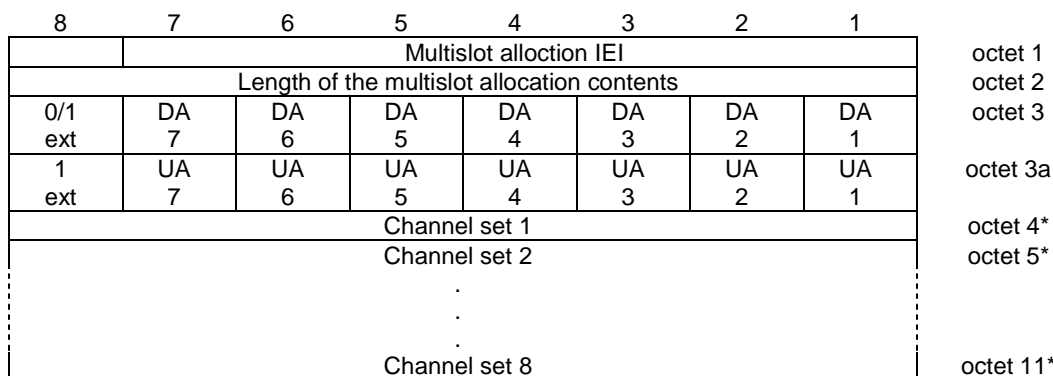 8 7 6 5 4 3 2 1
Multislot alloction IEI octet 1
Length of the multislot allocation contents octet 2
0/1 DA DA DA DA DA DA DA octet 3
ext 7 6 5 4 3 2 1
1 UA UA UA UA UA UA UA octet 3a
ext 7 6 5 4 3 2 1
Channel set 1 octet 4*
Channel set 2 octet 5*
.
.
.
Channel set 8 octet 11*